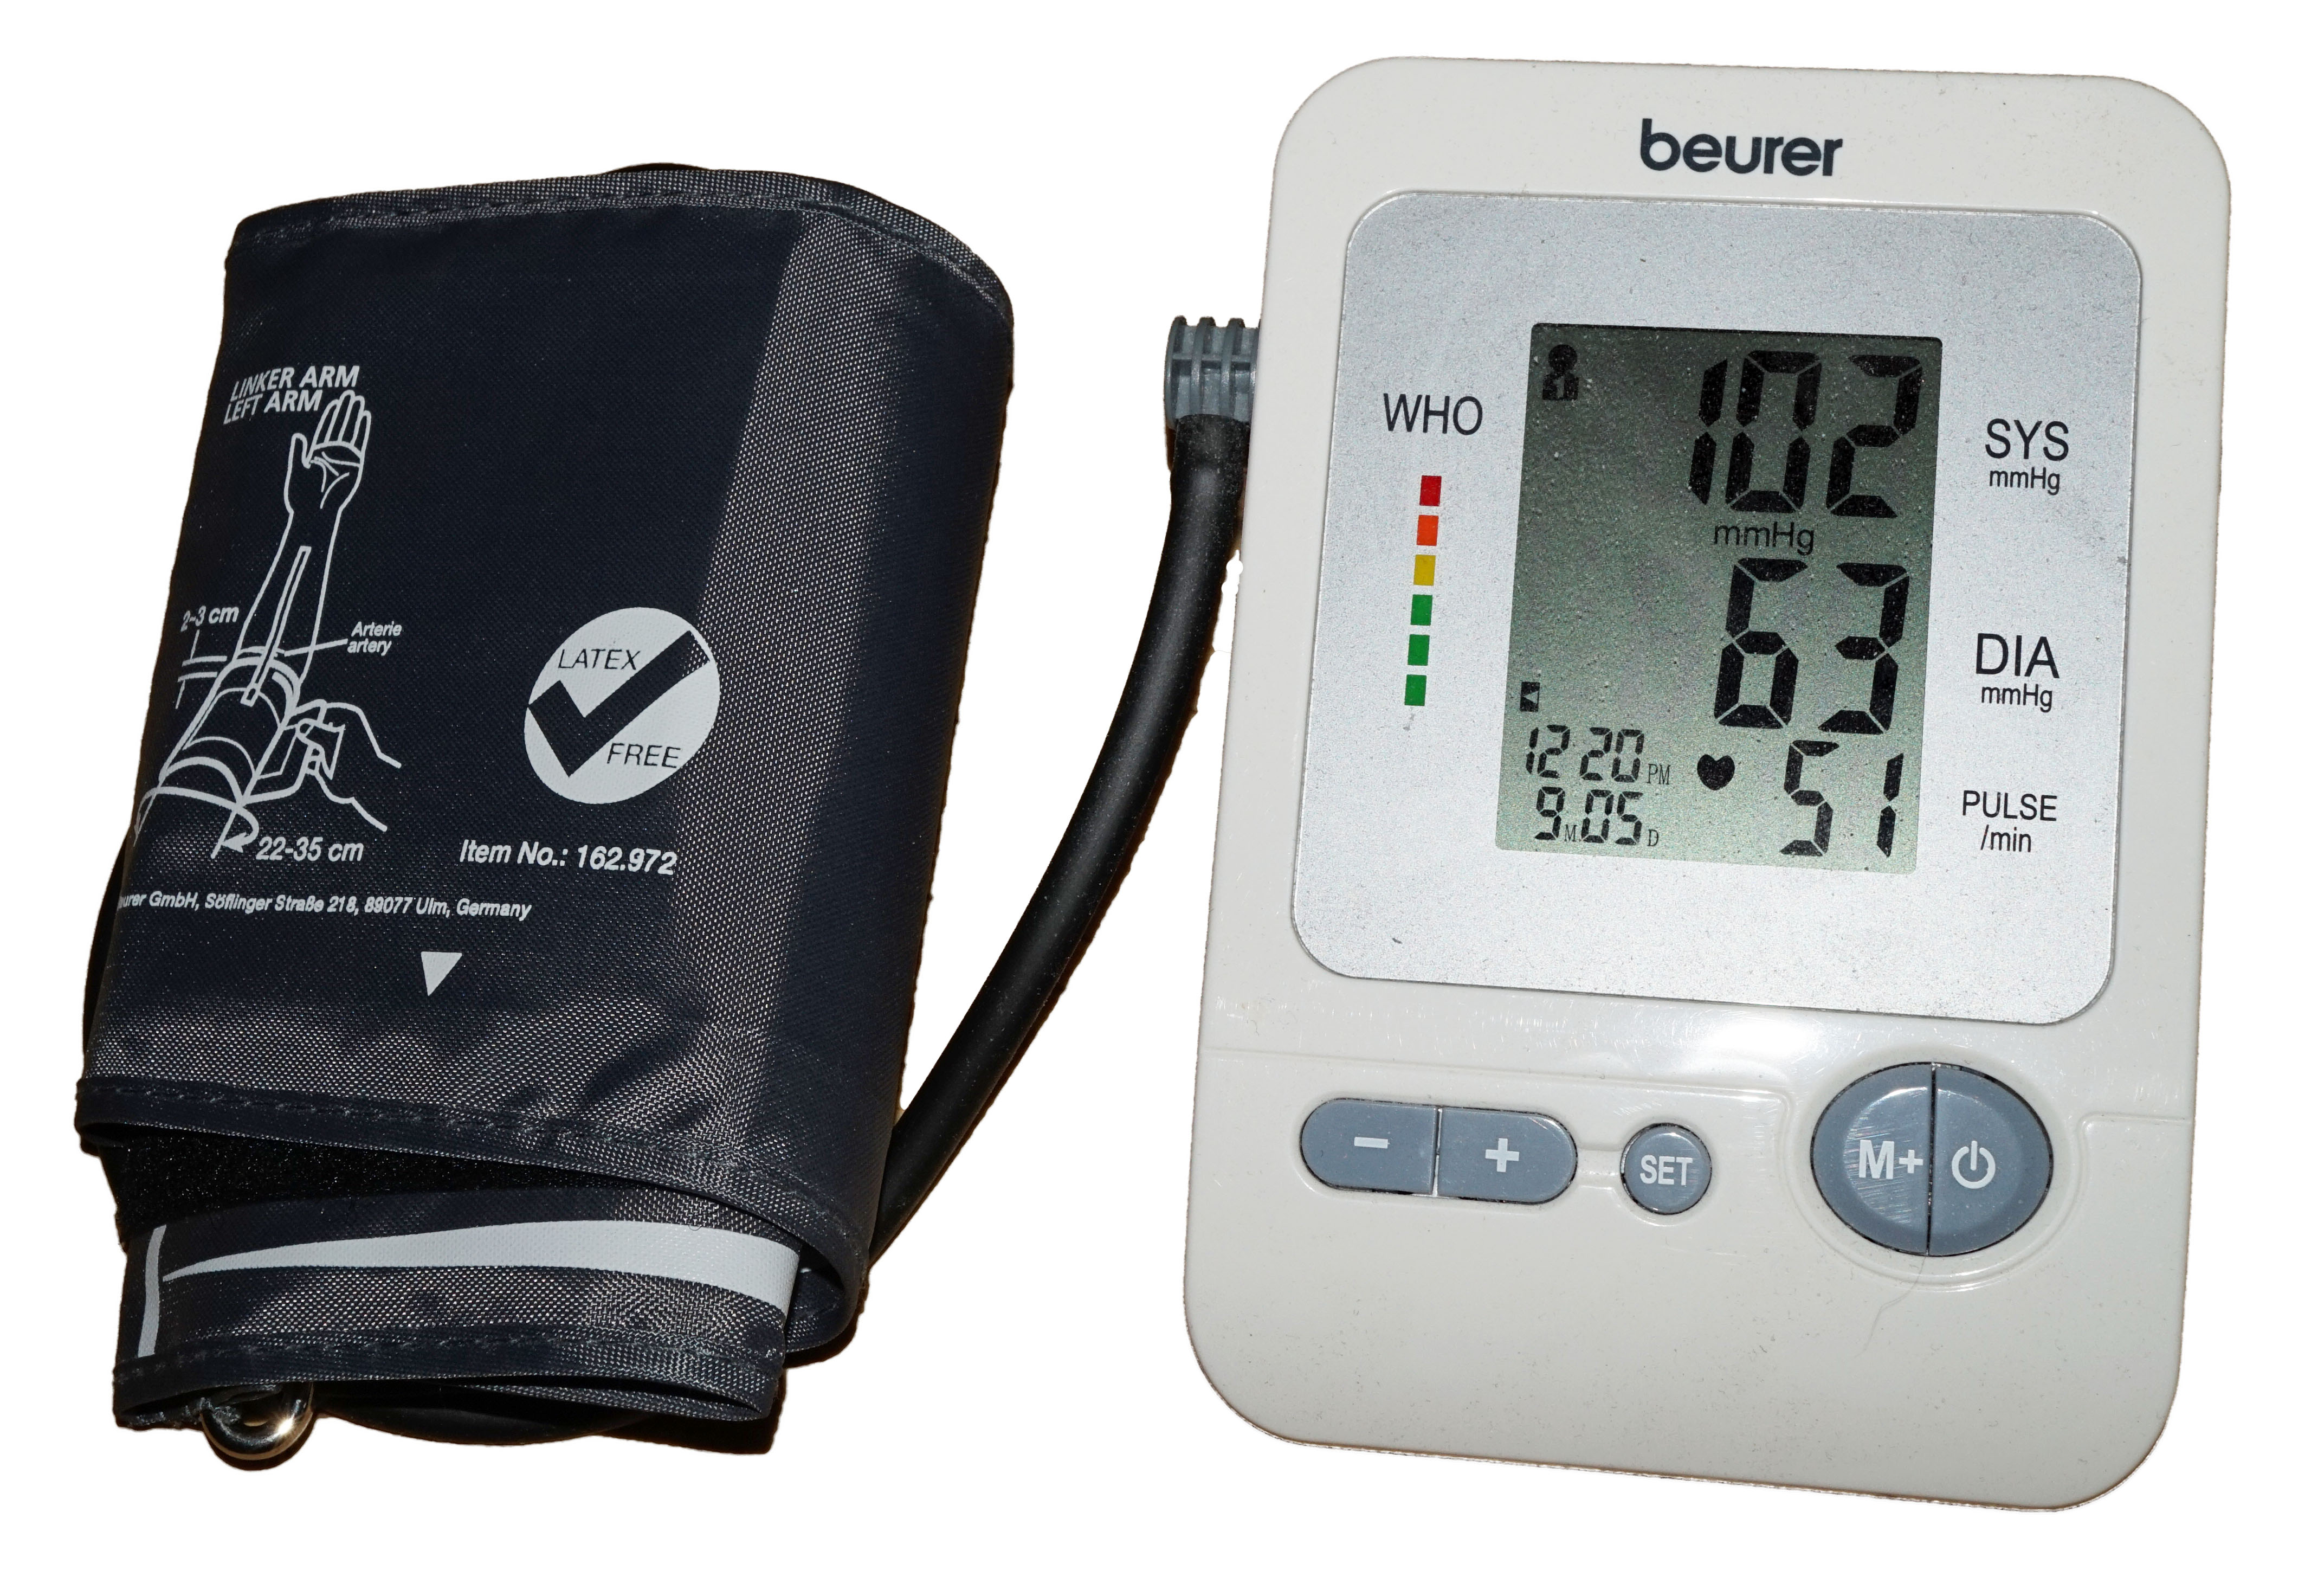 LINKER ARM
LEFT ARM
2-3 cm
Arterie
artery
22-35 cm
LATEX
FREE
Item No.: 162.972
GmbH, Söflinger Straße 218, 89077 Ulm, Germany
beurer
WHO
102
mmHg
63
12 20 PM
9 M 05 D
51
SYS
mmHg
DIA
mmHg
PULSE
/min
- +
SET
M+